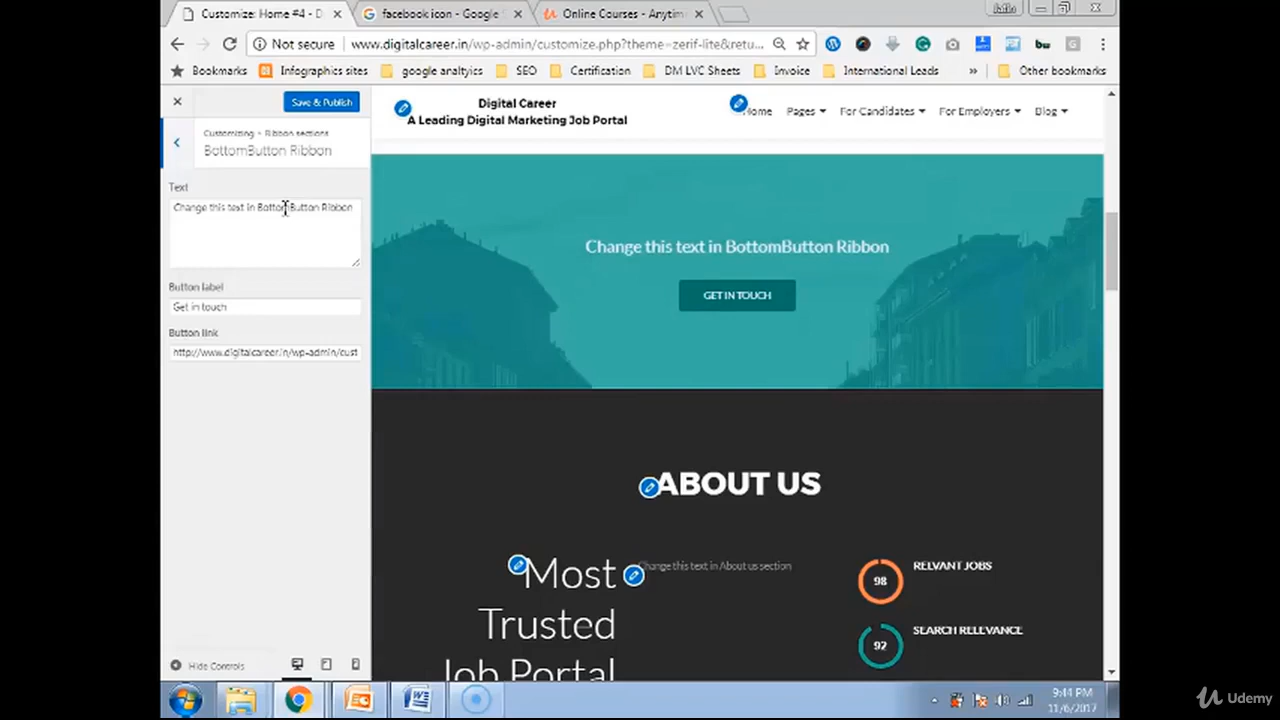 Customize: Home #4 - D
facebook icon - Google
Online Courses - Anytim
Not secure
www.digitalcareer.in/wp-admin/customize.php?theme=zerif-lite&retu...
Bookmarks
Infographics sites
google analtyics
SEO
Certification
DM LVC Sheets
Invoice
International Leads
»
Other bookmarks
Save & Publish
Customizing ▸ Ribbon sections
BottomButton Ribbon
Text
Change this text in BottomButton Ribbon
Button label
Get in touch
Button link
http://www.digitalcareer.in/wp-admin/cust
Hide Controls
Digital Career
A Leading Digital Marketing Job Portal
Home
Pages
For Candidates
For Employers
Blog
Change this text in BottomButton Ribbon
GET IN TOUCH
ABOUT US
Most
Trusted
Job Portal
Change this text in About us section
98
RELVANT JOBS
92
SEARCH RELEVANCE
9:44 PM
11/6/2017
Udemy